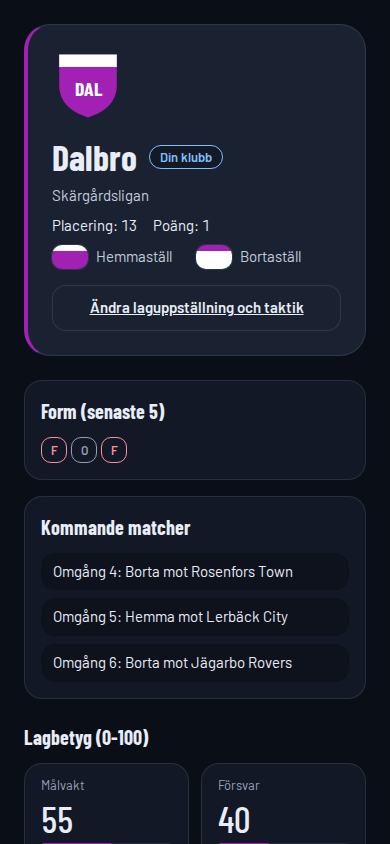 DAL
Dalbro Din klubb
Skärgårdsligan
Placering: 13 Poäng: 1
Hemmaställ Bortaställ
Ändra laguppställning och taktik
Form (senaste 5)
F O F
Kommande matcher
Omgång 4: Borta mot Rosenfors Town
Omgång 5: Hemma mot Lerbäck City
Omgång 6: Borta mot Jägarbo Rovers
Lagbetyg (0-100)
Målvakt Försvar
55 40